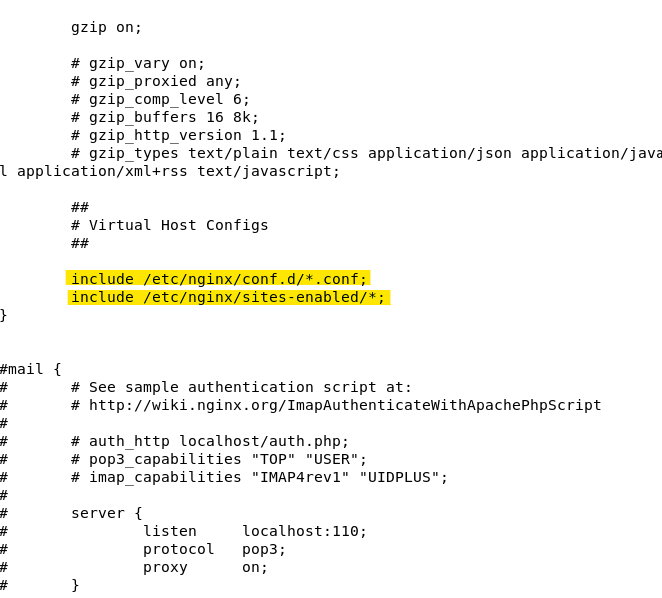 gzip on;
# gzip_vary on;
# gzip_proxied any;
# gzip_comp_level 6;
# gzip_buffers 16 8k;
# gzip_http_version 1.1;
# gzip_types text/plain text/css application/json application/java
l application/xml+rss text/javascript;
##
# Virtual Host Configs
##
include /etc/nginx/conf.d/*.conf;
include /etc/nginx/sites-enabled/*;
}
#mail {
#       # See sample authentication script at:
#       # http://wiki.nginx.org/ImapAuthenticateWithApachePhpScript
#
#       # auth_http localhost/auth.php;
#       # pop3_capabilities "TOP" "USER";
#       # imap_capabilities "IMAP4rev1" "UIDPLUS";
#
#       server {
#               listen     localhost:110;
#               protocol   pop3;
#               proxy      on;
#       }